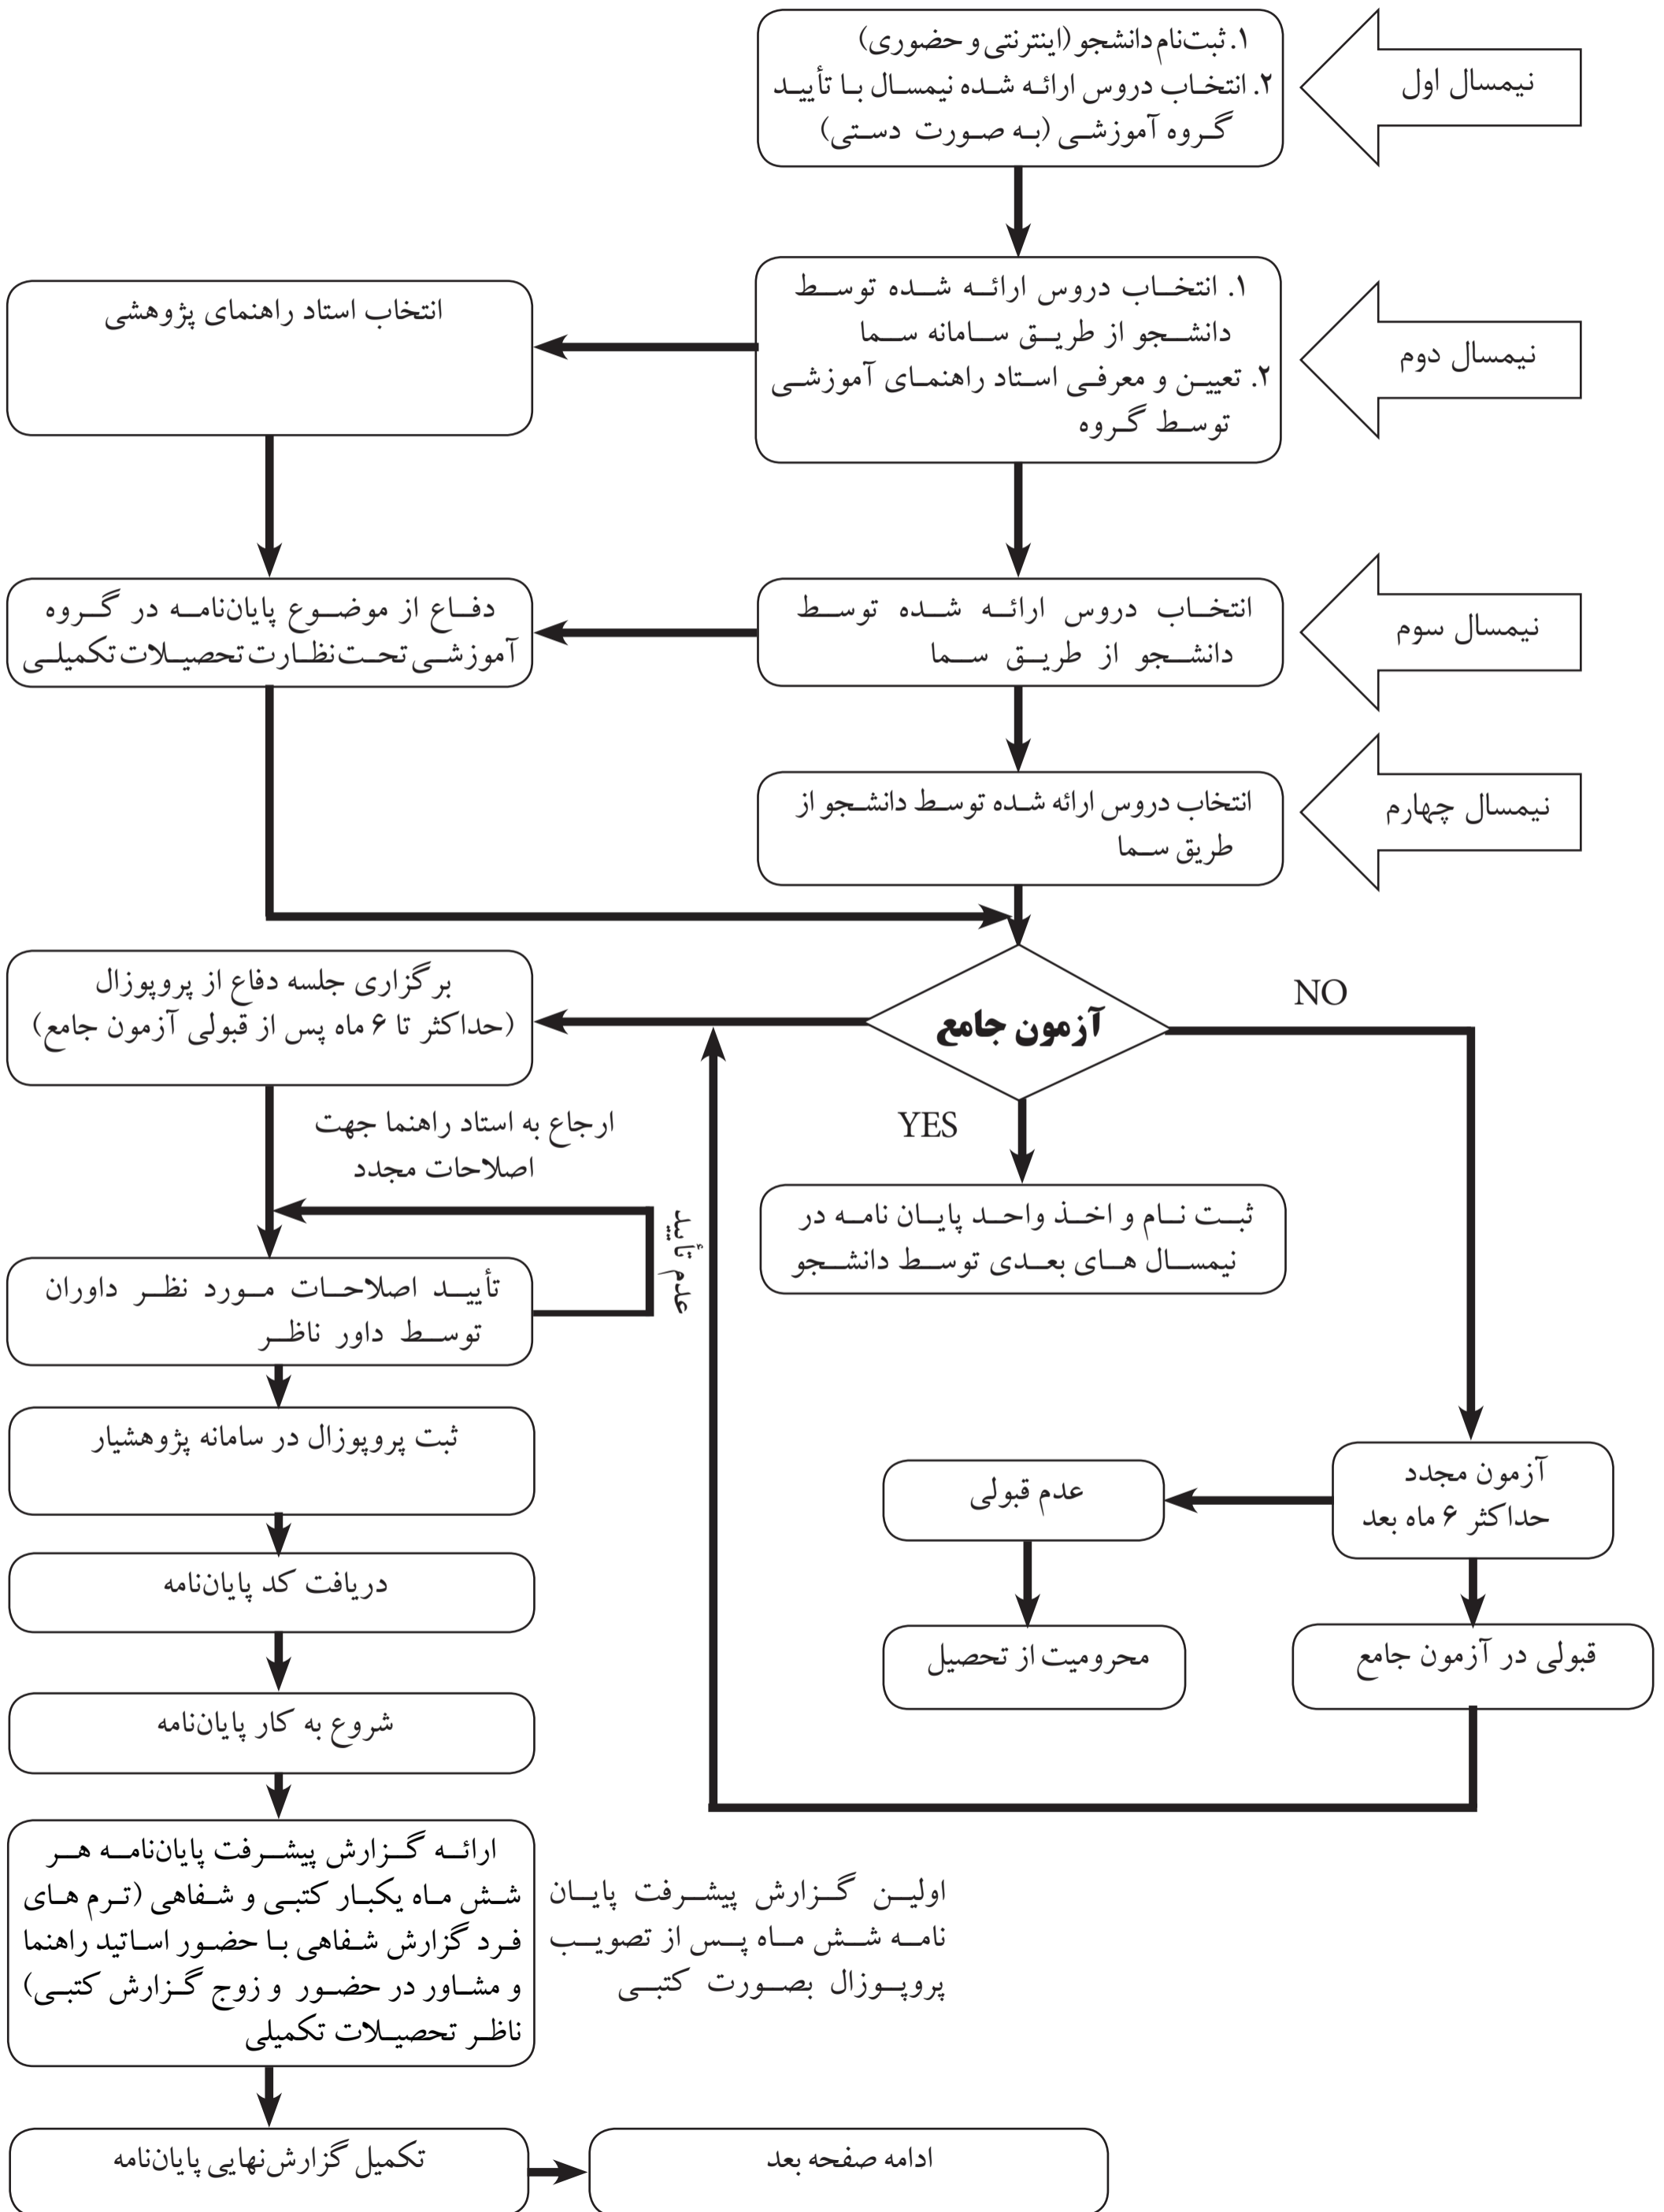 نیمسال اول
۱. ثبت‌نام دانشجو (اینترنتی و حضوری)
۲. انتخاب دروس ارائه شده نیمسال با تأیید
گروه آموزشی (به صورت دستی)
نیمسال دوم
۱. انتخاب دروس ارائه شده توسط
دانشجو از طریق سامانه سما
۲. تعیین و معرفی استاد راهنمای آموزشی
توسط گروه
انتخاب استاد راهنمای پژوهشی
نیمسال سوم
انتخاب دروس ارائه شده توسط
دانشجو از طریق سما
دفاع از موضوع پایان‌نامه در گروه
آموزشی تحت نظارت تحصیلات تکمیلی
نیمسال چهارم
انتخاب دروس ارائه شده توسط دانشجو از
طریق سما
آزمون جامع
NO
YES
برگزاری جلسه دفاع از پروپوزال
(حداکثر تا ۶ ماه پس از قبولی آزمون جامع)
ارجاع به استاد راهنما جهت
اصلاحات مجدد
عدم تأیید
ثبت نام و اخذ واحد پایان نامه در
نیمسال های بعدی توسط دانشجو
تأیید اصلاحات مورد نظر داوران
توسط داور ناظر
ثبت پروپوزال در سامانه پژوهشیار
آزمون مجدد
حداکثر ۶ ماه بعد
عدم قبولی
دریافت کد پایان‌نامه
قبولی در آزمون جامع
محرومیت از تحصیل
شروع به کار پایان‌نامه
ارائه گزارش پیشرفت پایان‌نامه هر
شش ماه یکبار کتبی و شفاهی (ترم های
فرد گزارش شفاهی با حضور اساتید راهنما
و مشاور در حضور و زوج گزارش کتبی)
ناظر تحصیلات تکمیلی
اولین گزارش پیشرفت پایان
نامه شش ماه پس از تصویب
پروپوزال بصورت کتبی
تکمیل گزارش‌نهایی پایان‌نامه
ادامه صفحه بعد